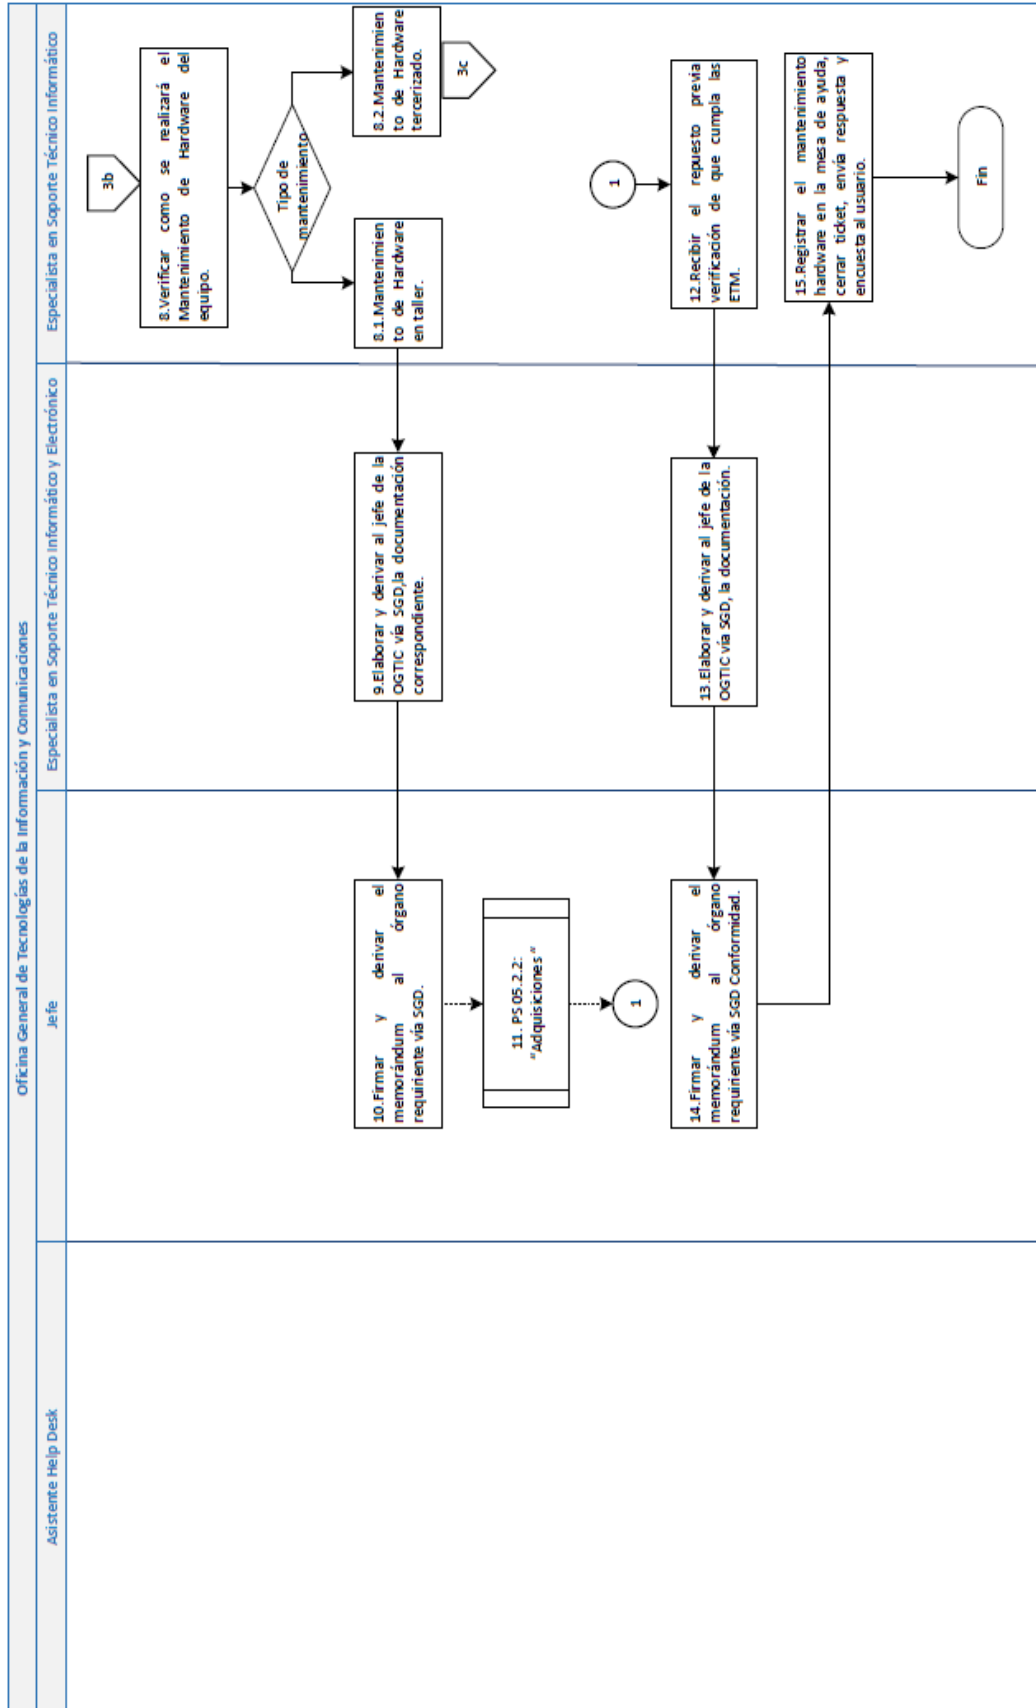 Oficina General de Tecnologías de la Información y Comunicaciones
Asistente Help Desk
Jefe
Especialista en Soporte Técnico Informático y Electrónico
Especialista en Soporte Técnico Informático
3b
8.Verificar como se realizará el
Mantenimiento de Hardware del
equipo.
Tipo de
mantenimiento
8.1.Mantenimien
to de Hardware
en taller.
8.2.Mantenimien
to de Hardware
tercerizado.
3c
9.Elaborar y derivar al jefe de la
OGTIC vía SGD,la documentación
correspondiente.
10.Firmar y derivar el
memorándum al órgano
requiriente vía SGD.
11. PS 05.2.2:
“Adquisiciones “
1
1
12.Recibir el repuesto previa
verificación de que cumpla las
ETM.
13.Elaborar y derivar al jefe de la
OGTIC vía SGD, la documentación.
14.Firmar y derivar el
memorándum al órgano
requiriente vía SGD Conformidad.
15.Registrar el mantenimiento
hardware en la mesa de ayuda,
cerrar ticket, envía respuesta y
encuesta al usuario.
Fin